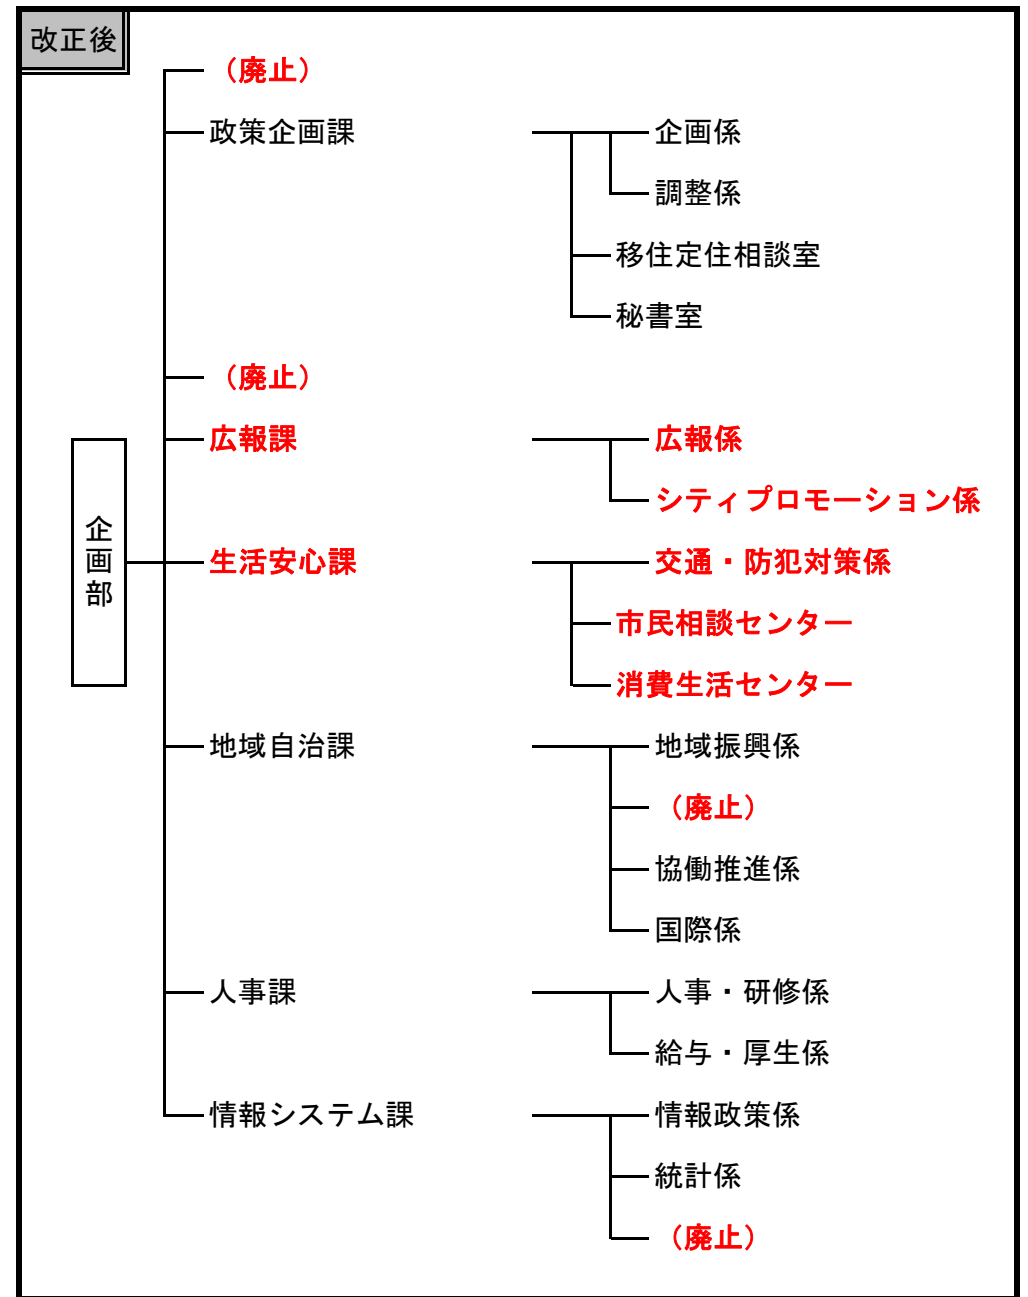 改正後
（廃止）
政策企画課 企画係
調整係
移住定住相談室
秘書室
（廃止）
広報課 広報係
シティプロモーション係
企画部
生活安心課 交通・防犯対策係
市民相談センター
消費生活センター
地域自治課 地域振興係
（廃止）
協働推進係
国際係
人事課 人事・研修係
給与・厚生係
情報システム課 情報政策係
統計係
（廃止）